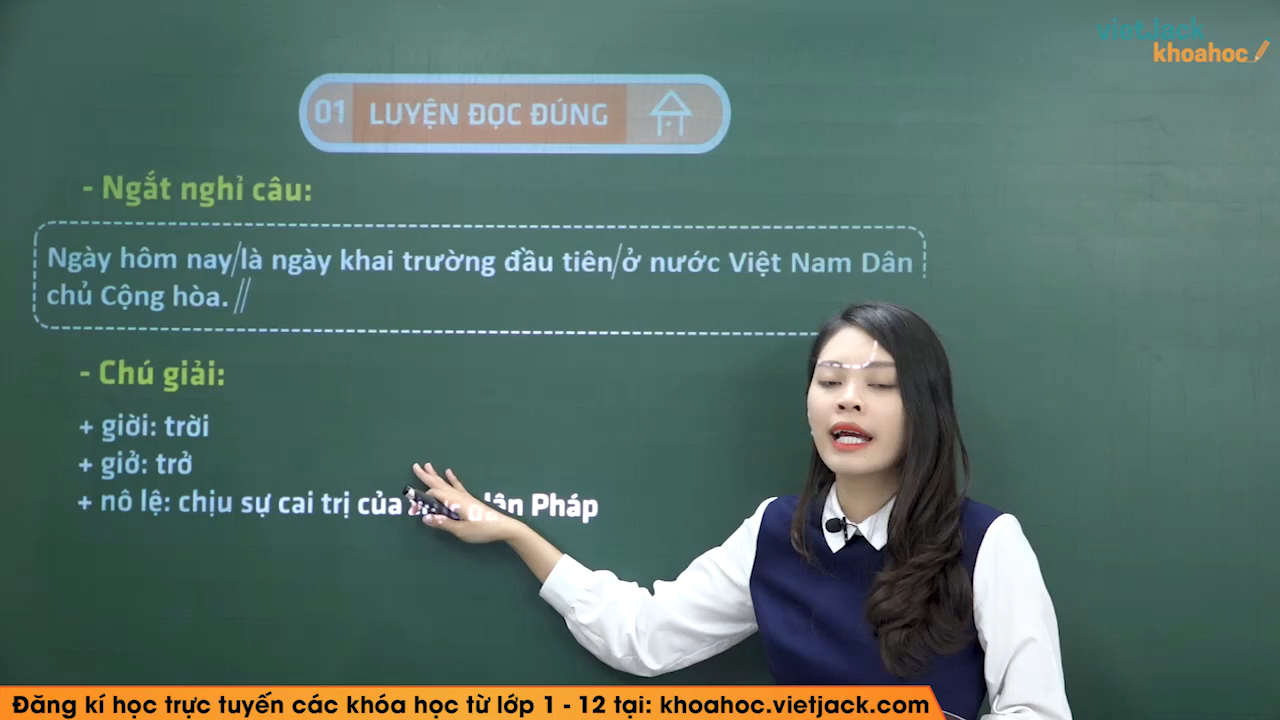 vietJack
khoahoc
01 LUYỆN ĐỌC ĐÚNG
- Ngắt nghỉ câu:
Ngày hôm nay/là ngày khai trường đầu tiên/ở nước Việt Nam Dân
chủ Cộng hòa. //
- Chú giải:
+ giời: trời
+ giở: trở
+ nô lệ: chịu sự cai trị của dân Pháp
Đăng kí học trực tuyến các khóa học từ lớp 1 - 12 tại: khoahoc.vietjack.com